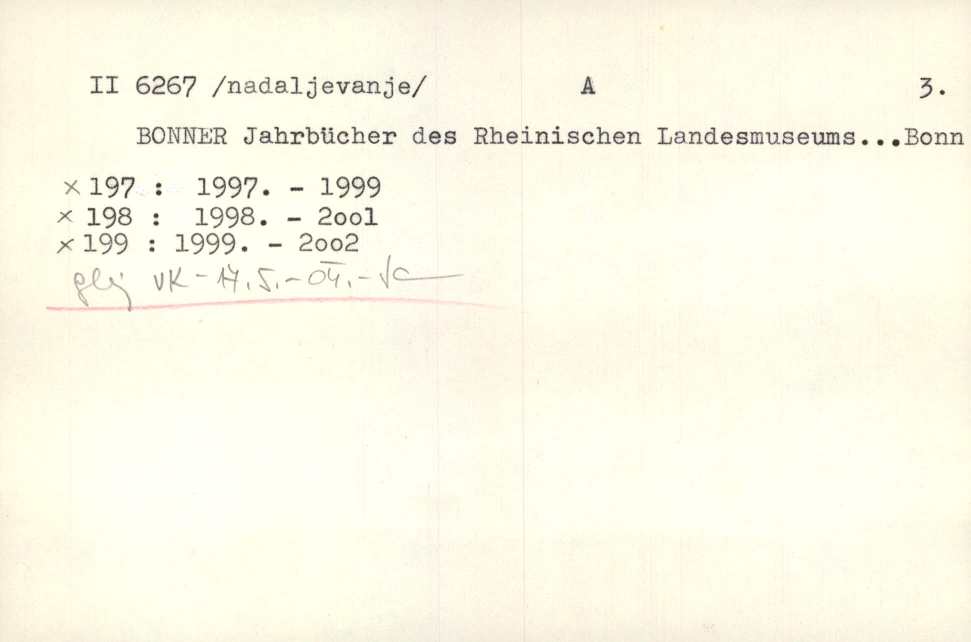 II 6267 /nadaljevanje/ A 3.
BONNER Jahrbücher des Rheinischen Landesmuseums...Bonn
× 197 : 1997. - 1999
× 198 : 1998. - 2oo1
× 199 : 1999. - 2oo2
glej VK - 17.5.-04.-